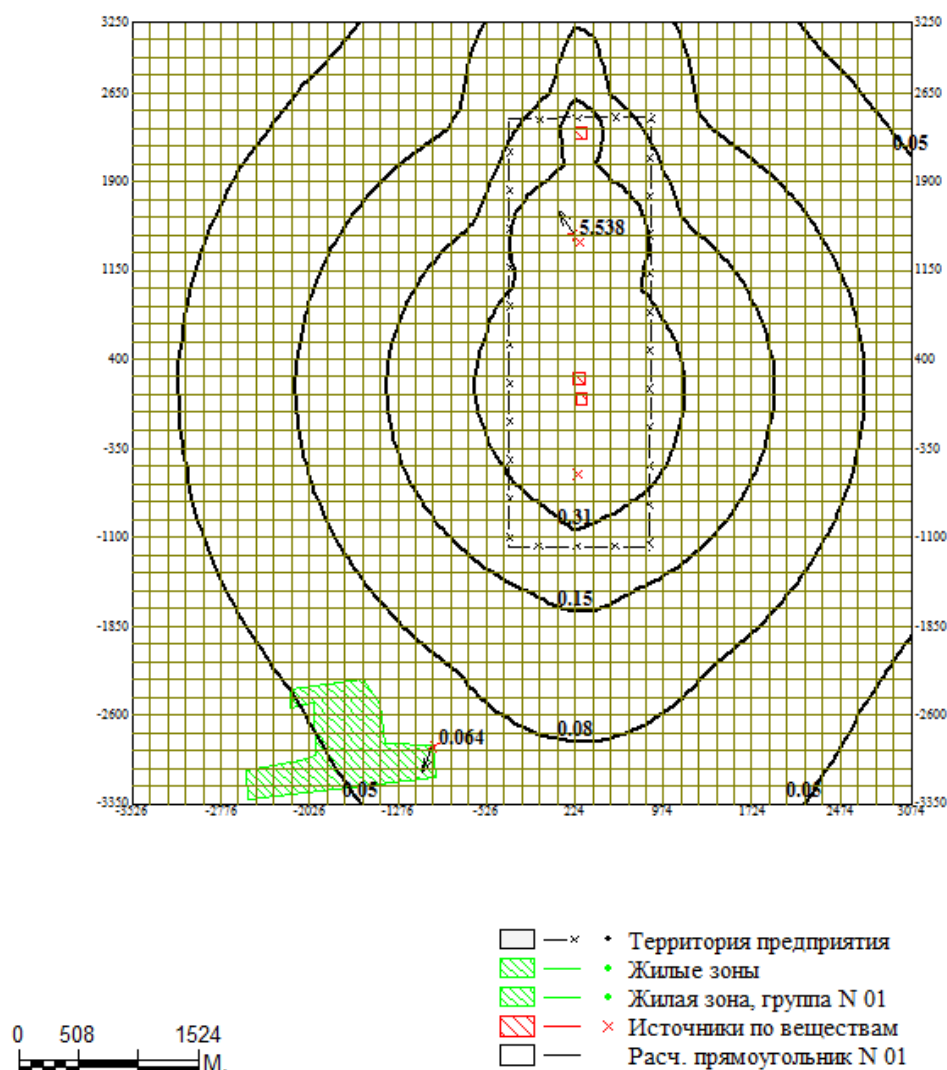 3250 3250
2650 2650
0.05
1900 1900
5.538
1150 1150
400 400
-350 -350
0.31
-1100 -1100
0.15
-1850 -1850
-2600 -2600
0.08
0.064
0.05 0.05
-3350 -3350
-3526 -2776 -2026 -1276 -526 224 974 1724 2474 3074
Территория предприятия
Жилые зоны
Жилая зона, группа N 01
Источники по веществам
Расч. прямоугольник N 01
0 508 1524
М.